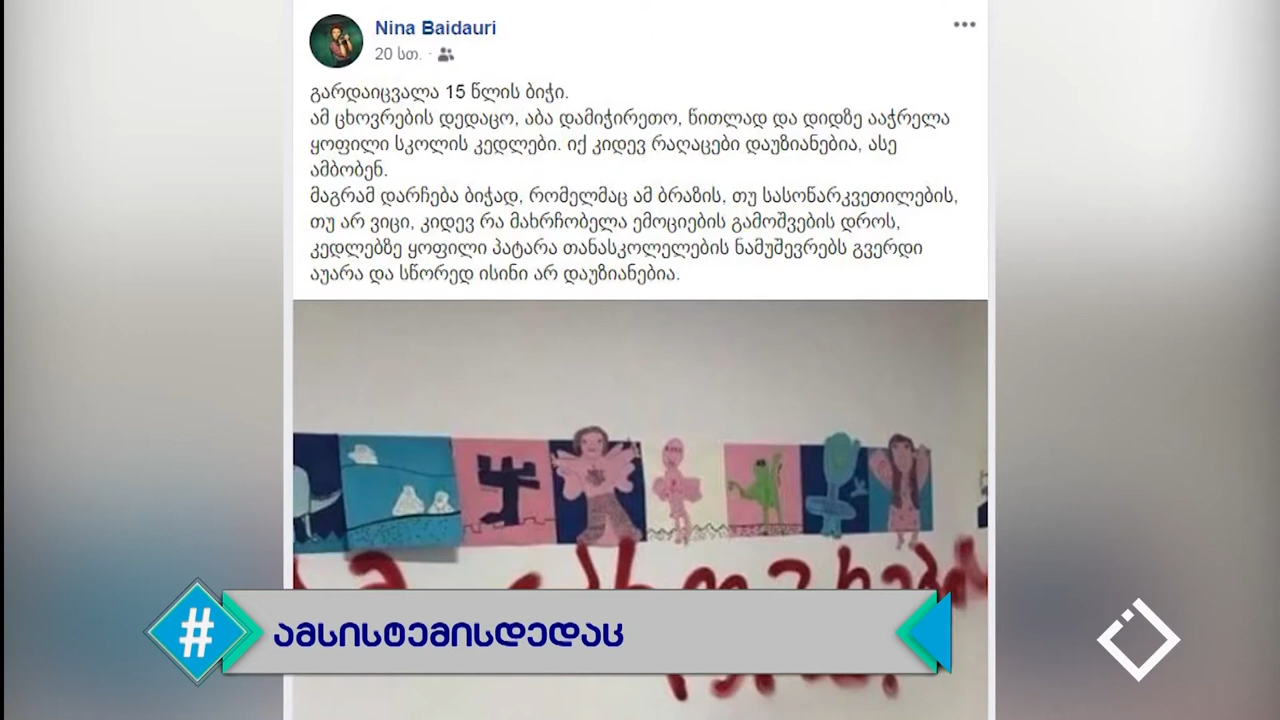 Nina Baidauri
20 სთ. ·
გარდაიცვალა 15 წლის ბიჭი.
ამ ცხოვრების დედაცო, აბა დამიჭირეთო, წითლად და დიდზე ააჭრელა
ყოფილი სკოლის კედლები. იქ კიდევ რაღაცები დაუზიანებია, ასე
ამბობენ.
მაგრამ დარჩება ბიჭად, რომელმაც ამ ბრაზის, თუ სასოწარკვეთილების,
თუ არ ვიცი, კიდევ რა მახრჩობელა ემოციების გამოშვების დროს,
კედლებზე ყოფილი პატარა თანასკოლელების ნამუშევრებს გვერდი
აუარა და სწორედ ისინი არ დაუზიანებია.
# ამსისტემისდედაც